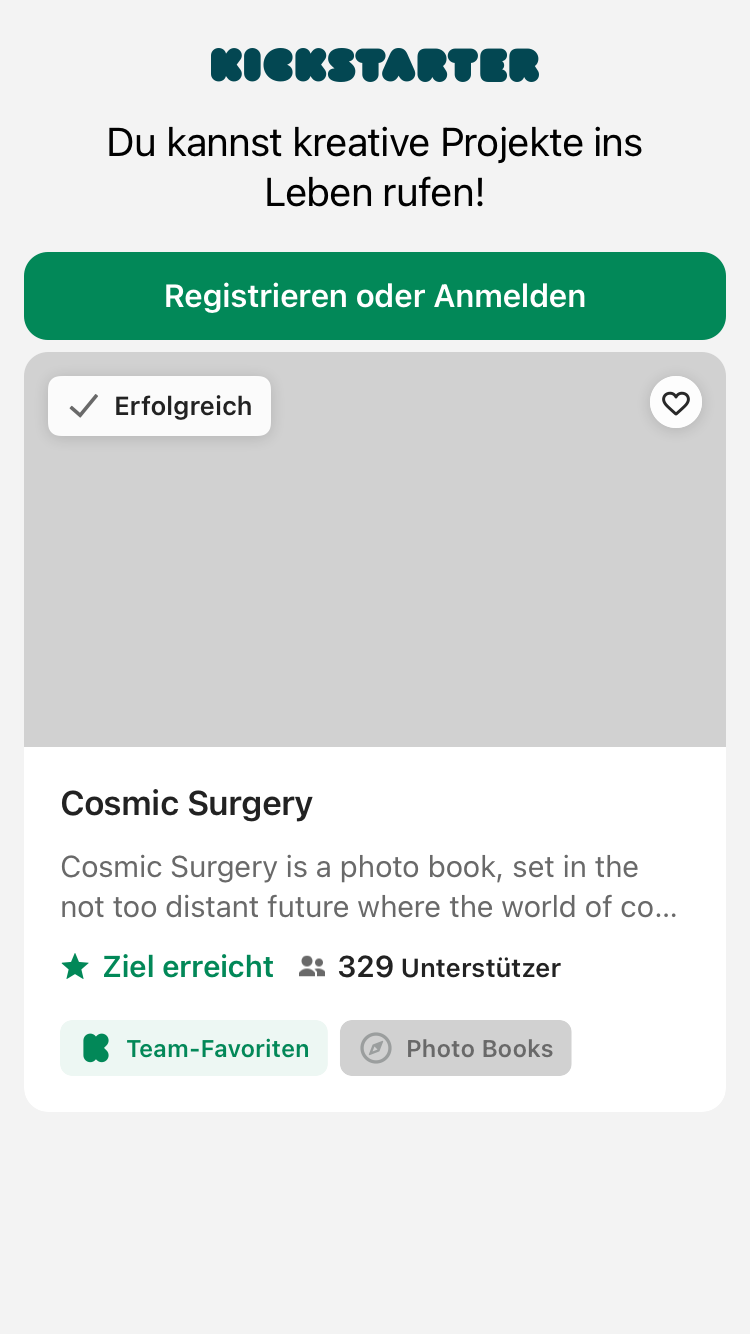 KICKSTARTER
Du kannst kreative Projekte ins
Leben rufen!
Registrieren oder Anmelden
Erfolgreich
Cosmic Surgery
Cosmic Surgery is a photo book, set in the
not too distant future where the world of co...
Ziel erreicht 329 Unterstützer
Team-Favoriten Photo Books